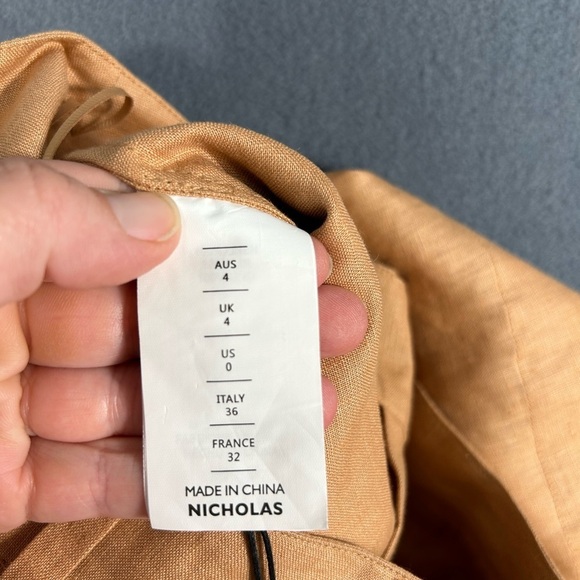 AUS
4
UK
4
US
0
ITALY
36
FRANCE
32
MADE IN CHINA
NICHOLAS